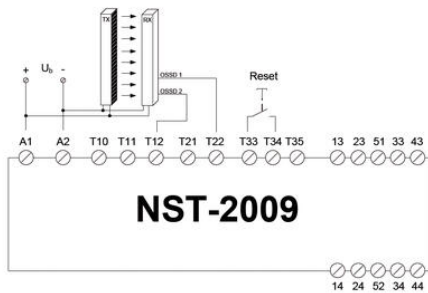 TX RX
+ Ub -
OSSD 1
OSSD 2
Reset
A1 A2 T10 T11 T12 T21 T22 T33 T34 T35 13 23 51 33 43
NST-2009
14 24 52 34 44